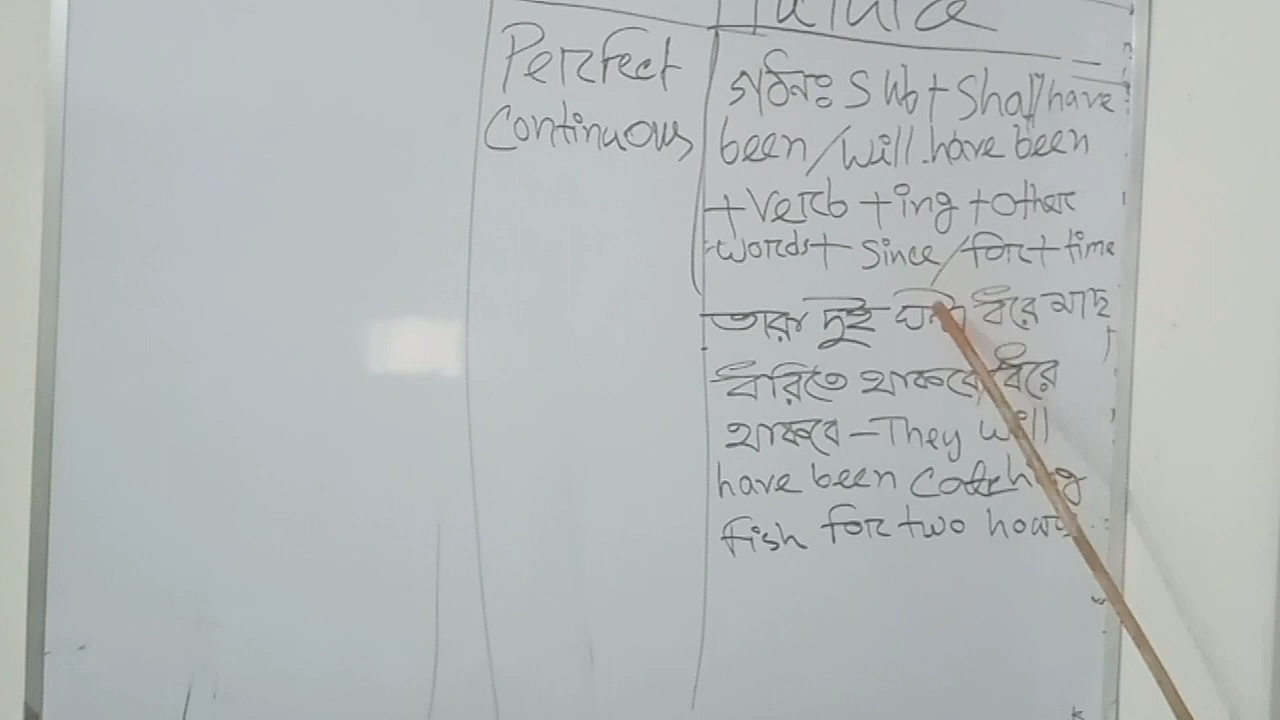 Future
Perfect
Continuous
গঠনঃ Sub + Shall have
been/will have been
+ Verb + ing + other
words + since/for + time
তারা দুই ঘন্টা ধরে মাছ
ধরিতে থাকবে/ধরে
থাকবে – They will
have been catching
fish for two hours